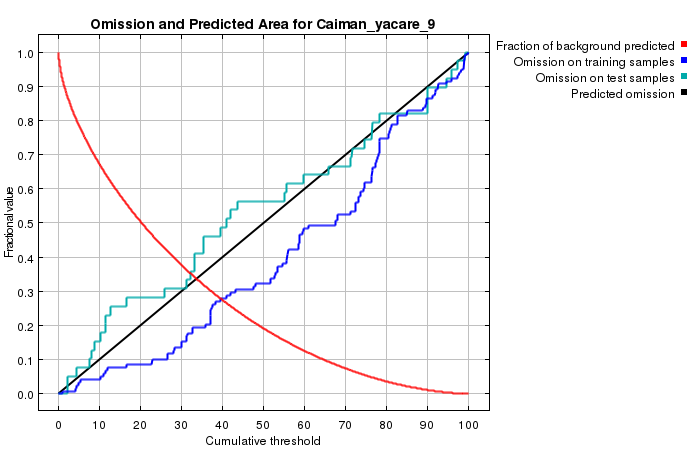 Omission and Predicted Area for Caiman_yacare_9
Fraction of background predicted
Omission on training samples
Omission on test samples
Predicted omission
Fractional value
1.0
0.9
0.8
0.7
0.6
0.5
0.4
0.3
0.2
0.1
0.0
0 10 20 30 40 50 60 70 80 90 100
Cumulative threshold